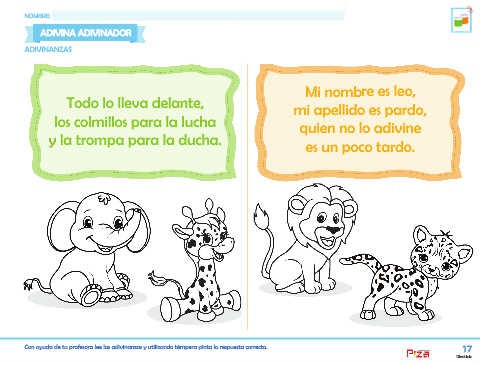 NOMBRE
ADIVINA ADIVINADOR
ADIVINANZAS
Todo lo lleva delante,
los colmillos para la lucha
y la trompa para la ducha.
Mi nombre es leo,
mi apellido es pardo,
quien no lo adivine
es un poco tardo.
Con ayuda de tu profesora lee las adivinanzas y utilizando témpera pinta la respuesta correcta.
17